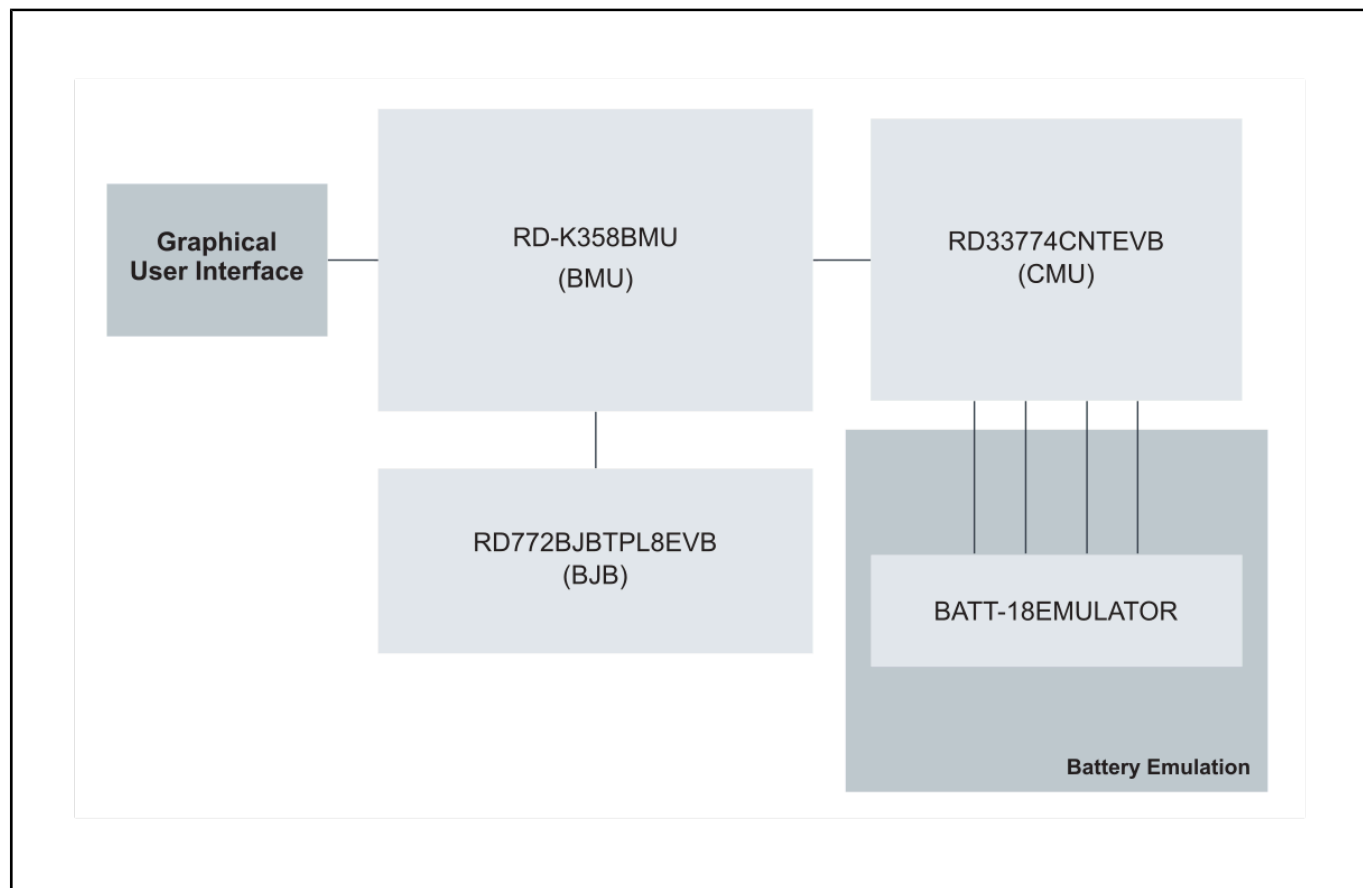 Graphical
User Interface
RD-K358BMU
(BMU)
RD33774CNTEVB
(CMU)
RD772BJBTPL8EVB
(BJB)
BATT-18EMULATOR
Battery Emulation